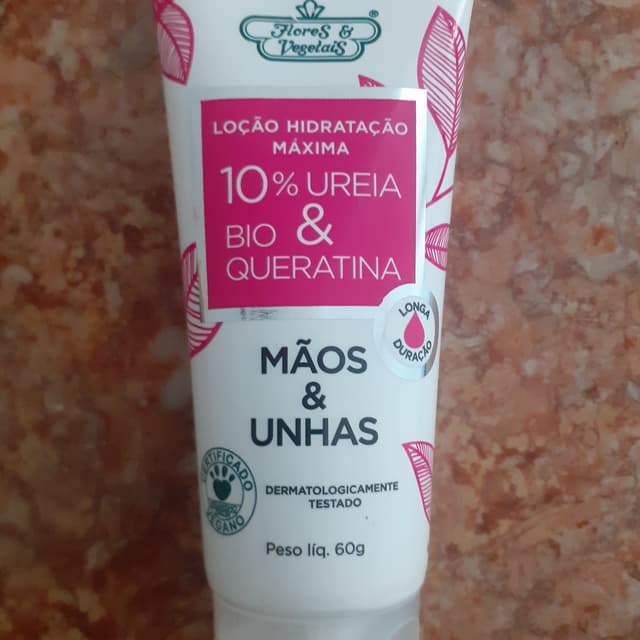 Flores &
Vegetais
®
LOÇÃO HIDRATAÇÃO
MÁXIMA
10% UREIA
&
BIO
QUERATINA
LONGA
DURAÇÃO
MÃOS
&
UNHAS
CERTIFICADO
VEGANO
DERMATOLOGICAMENTE
TESTADO
Peso líq. 60g